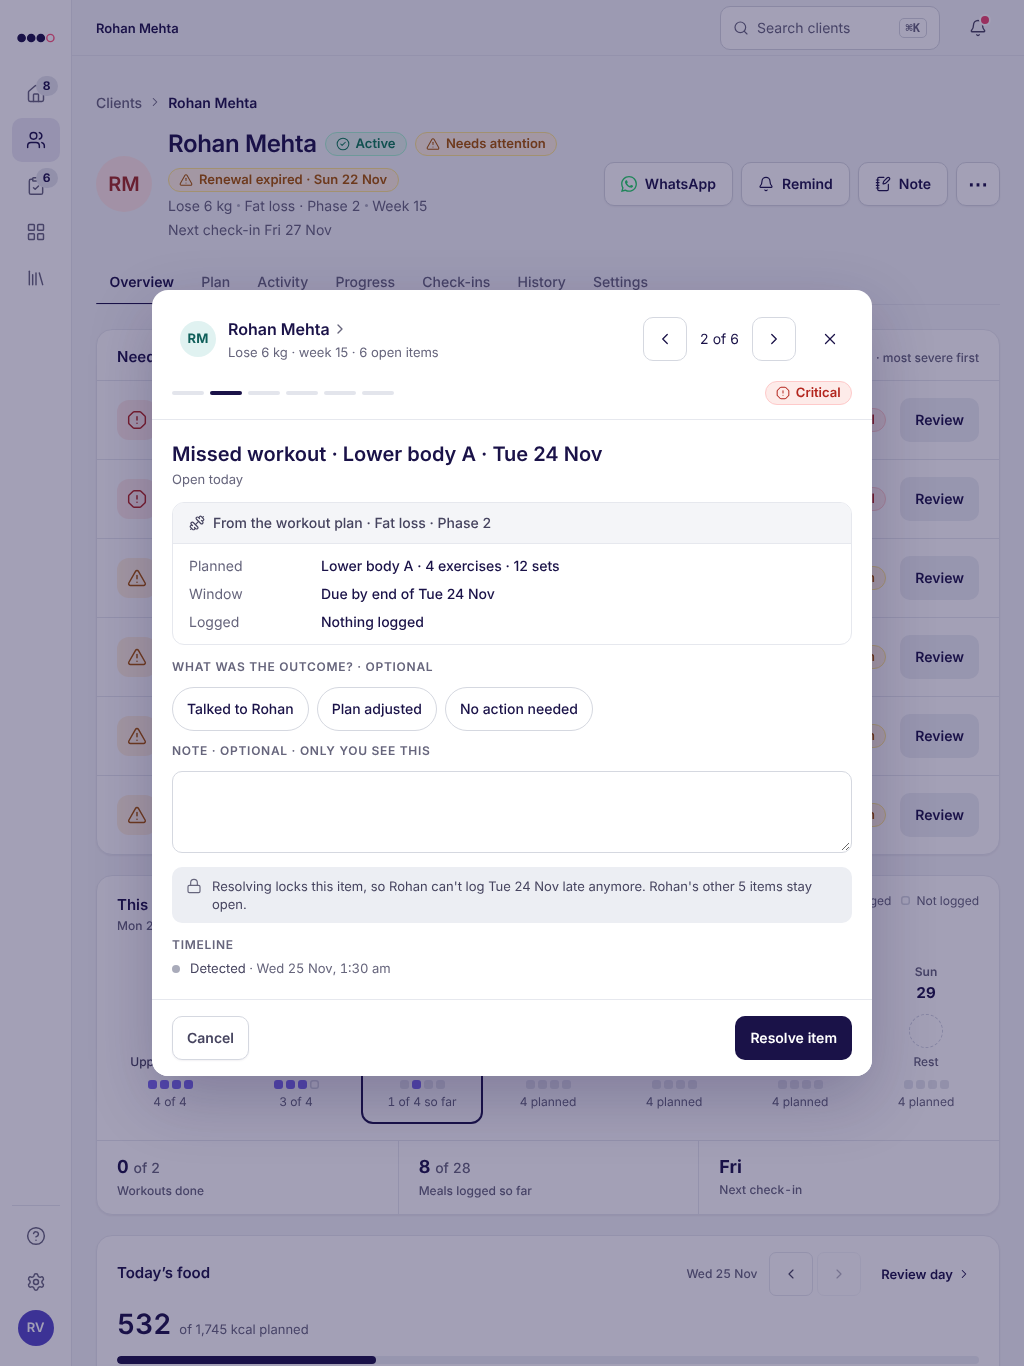 Rohan Mehta
Search clients
⌘K
8
6
Clients
Rohan Mehta
Rohan Mehta
Active
Needs attention
RM
Renewal expired · Sun 22 Nov
Lose 6 kg · Fat loss · Phase 2 · Week 15
Next check-in Fri 27 Nov
WhatsApp
Remind
Note
Overview
Plan
Activity
Progress
Check-ins
History
Settings
· most severe first
Review
Review
Review
Review
Review
Review
RM
Rohan Mehta
Lose 6 kg · week 15 · 6 open items
2 of 6
Critical
Missed workout · Lower body A · Tue 24 Nov
Open today
From the workout plan · Fat loss · Phase 2
Planned
Lower body A · 4 exercises · 12 sets
Window
Due by end of Tue 24 Nov
Logged
Nothing logged
WHAT WAS THE OUTCOME? · OPTIONAL
Talked to Rohan
Plan adjusted
No action needed
NOTE · OPTIONAL · ONLY YOU SEE THIS
Resolving locks this item, so Rohan can't log Tue 24 Nov late anymore. Rohan's other 5 items stay
open.
TIMELINE
Detected · Wed 25 Nov, 1:30 am
Cancel
Resolve item
This
Not logged
Sun
29
Rest
4 of 4
3 of 4
1 of 4 so far
4 planned
4 planned
4 planned
4 planned
0 of 2
Workouts done
8 of 28
Meals logged so far
Fri
Next check-in
Today's food
Wed 25 Nov
Review day
532 of 1,745 kcal planned
RV